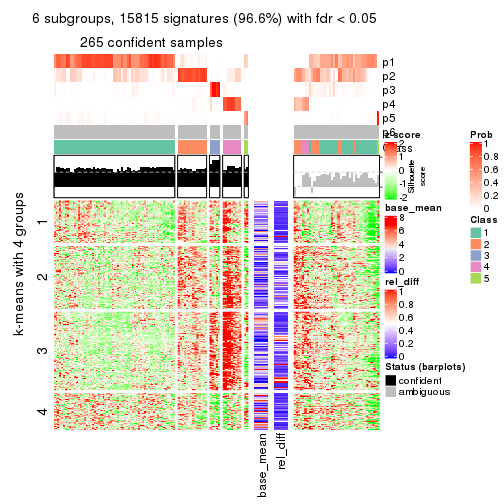 6 subgroups, 15815 signatures (96.6%) with fdr < 0.05
265 confident samples
p1
p2
p3
p4
p5
p6
Class
z-score
2
1
0
-1
-2
Silhouette
score
base_mean
8
6
4
2
0
rel_diff
1
0.8
0.6
0.4
0.2
0
Status (barplots)
confident
ambiguous
Prob
1
0.8
0.6
0.4
0.2
0
Class
1
2
3
4
5
k-means with 4 groups
1
2
3
4
base_mean
rel_diff